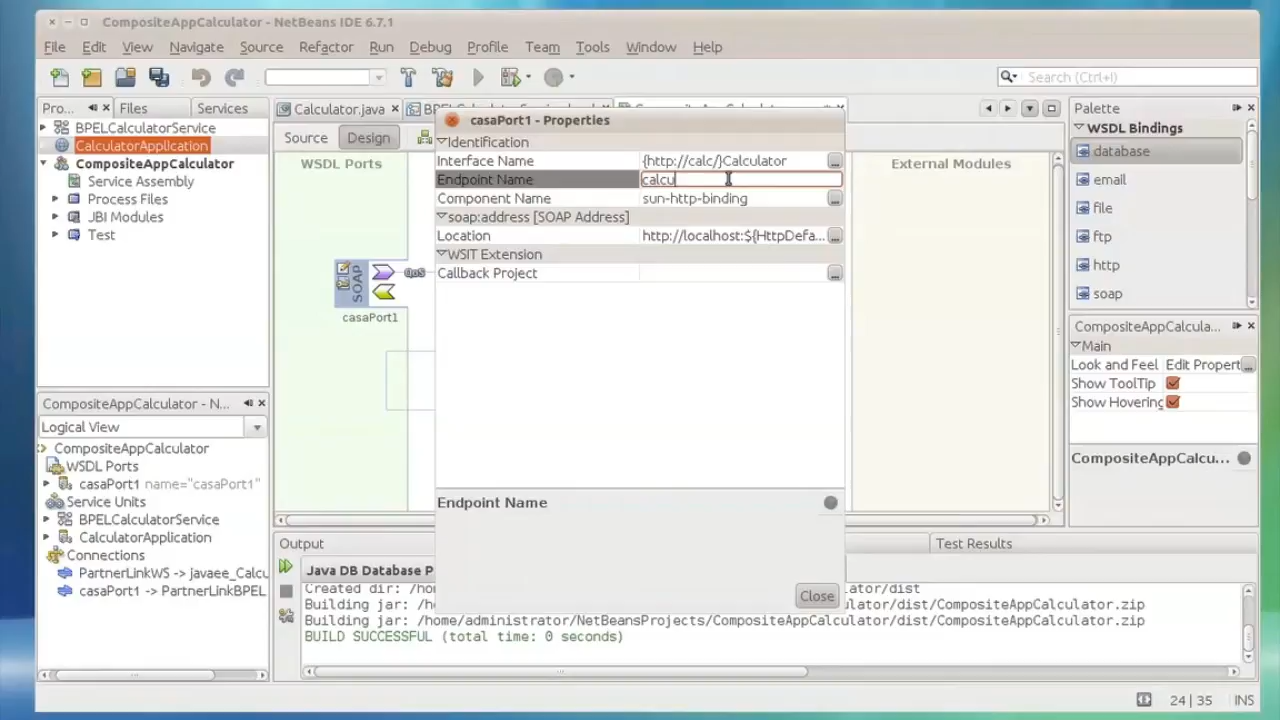 CompositeAppCalculator - NetBeans IDE 6.7.1
File Edit View Navigate Source Refactor Run Debug Profile Team Tools Window Help
Search (Ctrl+I)
Pro... Files Services
BPELCalculatorService
CalculatorApplication
CompositeAppCalculator
Service Assembly
Process Files
JBI Modules
Test
CompositeAppCalculator - N...
Logical View
CompositeAppCalculator
WSDL Ports
casaPort1 name="casaPort1"
Service Units
BPELCalculatorService
CalculatorApplication
Connections
PartnerLinkWS -> javaee_Calcu
casaPort1 -> PartnerLinkBPEL
Calculator.java
Source Design
WSDL Ports
External Modules
SOAP
QoS
casaPort1
casaPort1 - Properties
Identification
Interface Name {http://calc/}Calculator ...
Endpoint Name calcu
Component Name sun-http-binding ...
soap:address [SOAP Address]
Location http://localhost:${HttpDefa... ...
WSIT Extension
Callback Project ...
Endpoint Name
Close
Palette
WSDL Bindings
database
email
file
ftp
http
soap
CompositeAppCalcula...
Main
Look and Feel Edit Propert ...
Show ToolTip
Show Hovering
CompositeAppCalcu...
Output
Test Results
Java DB Database P
Created dir: /ho
/CompositeAppCalculator/dist
Building jar: /h
Building jar: /home/administrator/NetBeansProjects/CompositeAppCalculator/dist/CompositeAppCalculator.zip
BUILD SUCCESSFUL (total time: 0 seconds)
24 | 35 INS